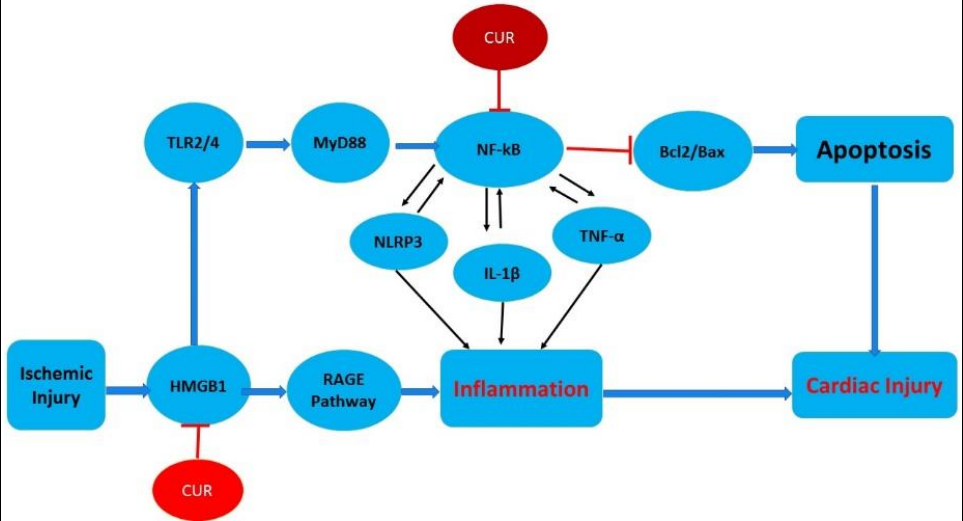 CUR
TLR2/4
MyD88
NF-kB
Bcl2/Bax
Apoptosis
NLRP3
IL-1β
TNF-α
Ischemic
Injury
HMGB1
RAGE
Pathway
Inflammation
Cardiac Injury
CUR